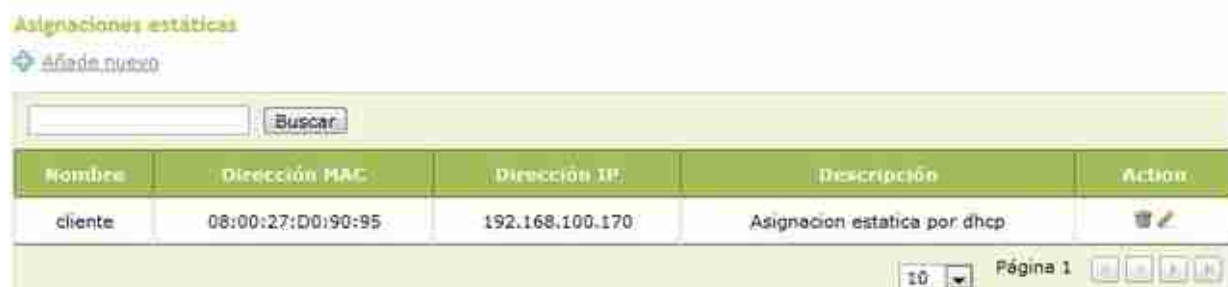 Asignaciones estáticas
Añade nuevo
Buscar
Nombre Dirección MAC Dirección IP Descripción Action
cliente 08:00:27:D0:90:95 192.168.100.170 Asignacion estatica por dhcp
10 Página 1